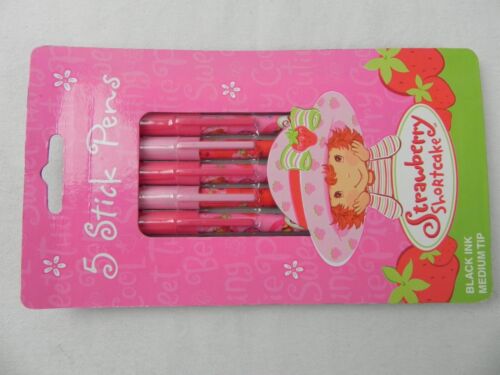 5 Stick Pens
Strawberry
Shortcake
BLACK INK
MEDIUM TIP